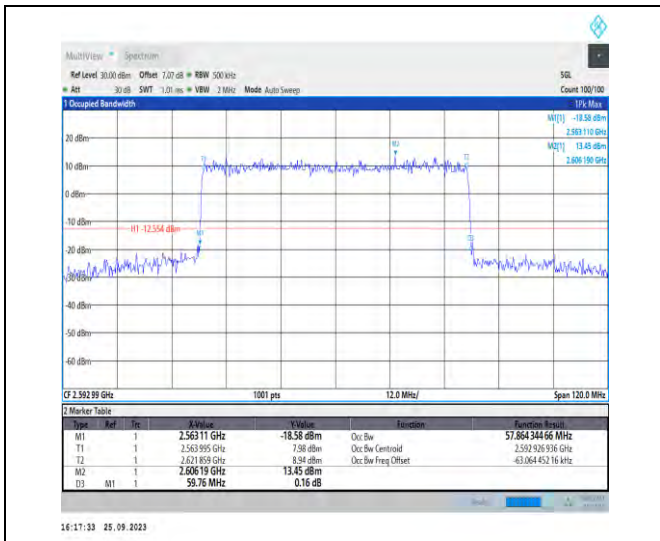 MultiView Spectrum
Ref Level 30.00 dBm Offset 7.07 dB RBW 500 kHz SGL
Att 30 dB SWT 1.01 ms VBW 2 MHz Mode Auto Sweep Count 100/100
1 Occupied Bandwidth 1Pk Max
M1[1] -18.58 dBm
2.563110 GHz
M2[1] 13.45 dBm
2.606190 GHz
20 dBm
10 dBm
0 dBm
-10 dBm
H1 -12.554 dBm
-20 dBm
-30 dBm
-40 dBm
-50 dBm
-60 dBm
M2
T1
M1
CF 2.592 99 GHz 1001 pts 12.0 MHz/ Span 120.0 MHz
2 Marker Table
Type Ref Trc X-Value Y-Value Function Function Result
M1 1 2.563 11 GHz -18.58 dBm Occ Bw 57.864 344 66 MHz
T1 1 2.563 995 GHz 7.98 dBm Occ Bw Centroid 2.592 926 936 GHz
T2 1 2.621 859 GHz 8.94 dBm Occ Bw Freq Offset -63.064 452 16 kHz
M2 1 2.606 19 GHz 13.45 dBm
D3 M1 1 59.76 MHz 0.16 dB
16:17:33 25.09.2023